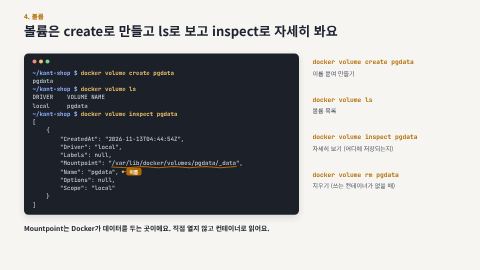 4. 볼륨
볼륨은 create로 만들고 ls로 보고 inspect로 자세히 봐요
~/kant-shop $ docker volume create pgdata
pgdata
~/kant-shop $ docker volume ls
DRIVER    VOLUME NAME
local     pgdata
~/kant-shop $ docker volume inspect pgdata
[
    {
        "CreatedAt": "2026-11-13T04:44:54Z",
        "Driver": "local",
        "Labels": null,
        "Mountpoint": "/var/lib/docker/volumes/pgdata/_data",
        "Name": "pgdata", 이름
        "Options": null,
        "Scope": "local"
    }
]
docker volume create pgdata
이름 붙여 만들기
docker volume ls
볼륨 목록
docker volume inspect pgdata
자세히 보기 (어디에 저장되는지)
docker volume rm pgdata
지우기 (쓰는 컨테이너가 없을 때)
Mountpoint는 Docker가 데이터를 두는 곳이에요. 직접 열지 않고 컨테이너로 읽어요.